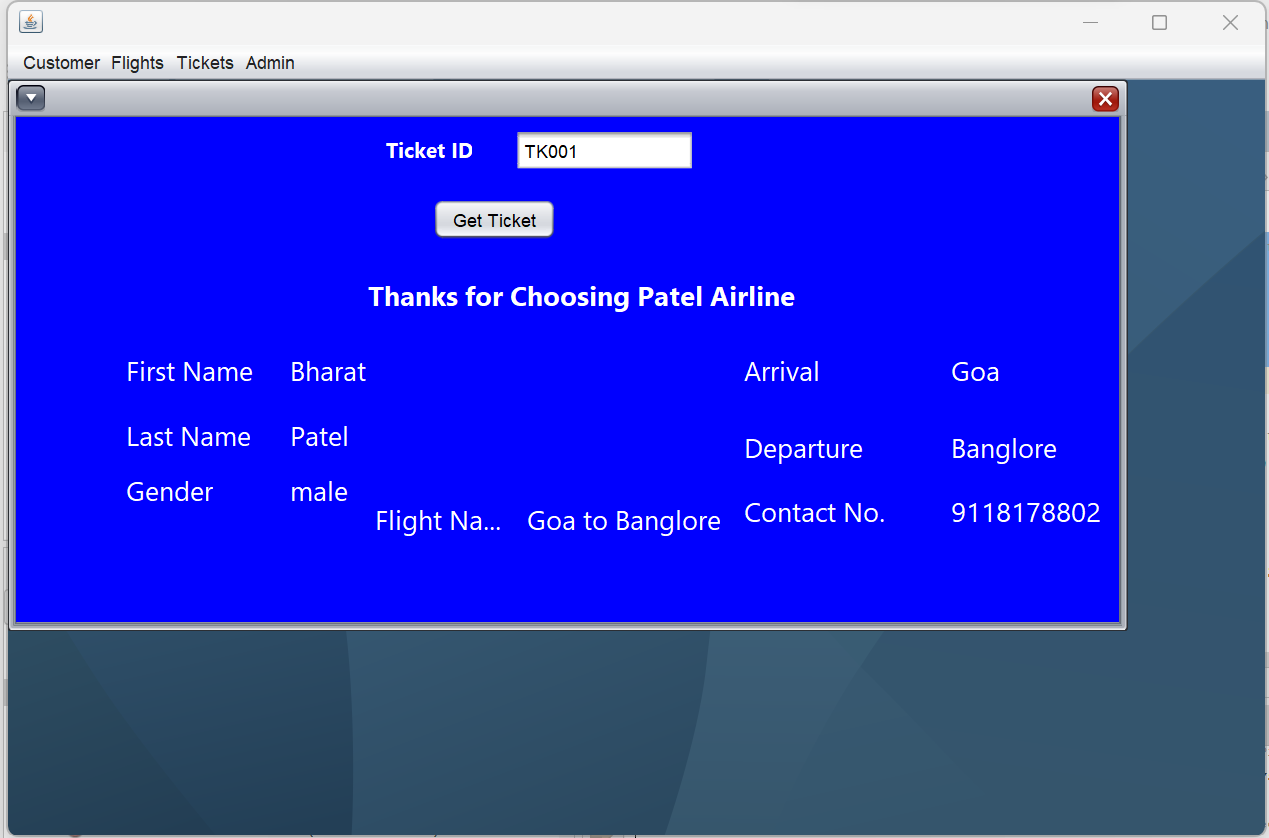 Customer Flights Tickets Admin
Ticket ID TK001
Get Ticket
Thanks for Choosing Patel Airline
First Name Bharat Arrival Goa
Last Name Patel Departure Banglore
Gender male Contact No. 9118178802
Flight Na... Goa to Banglore